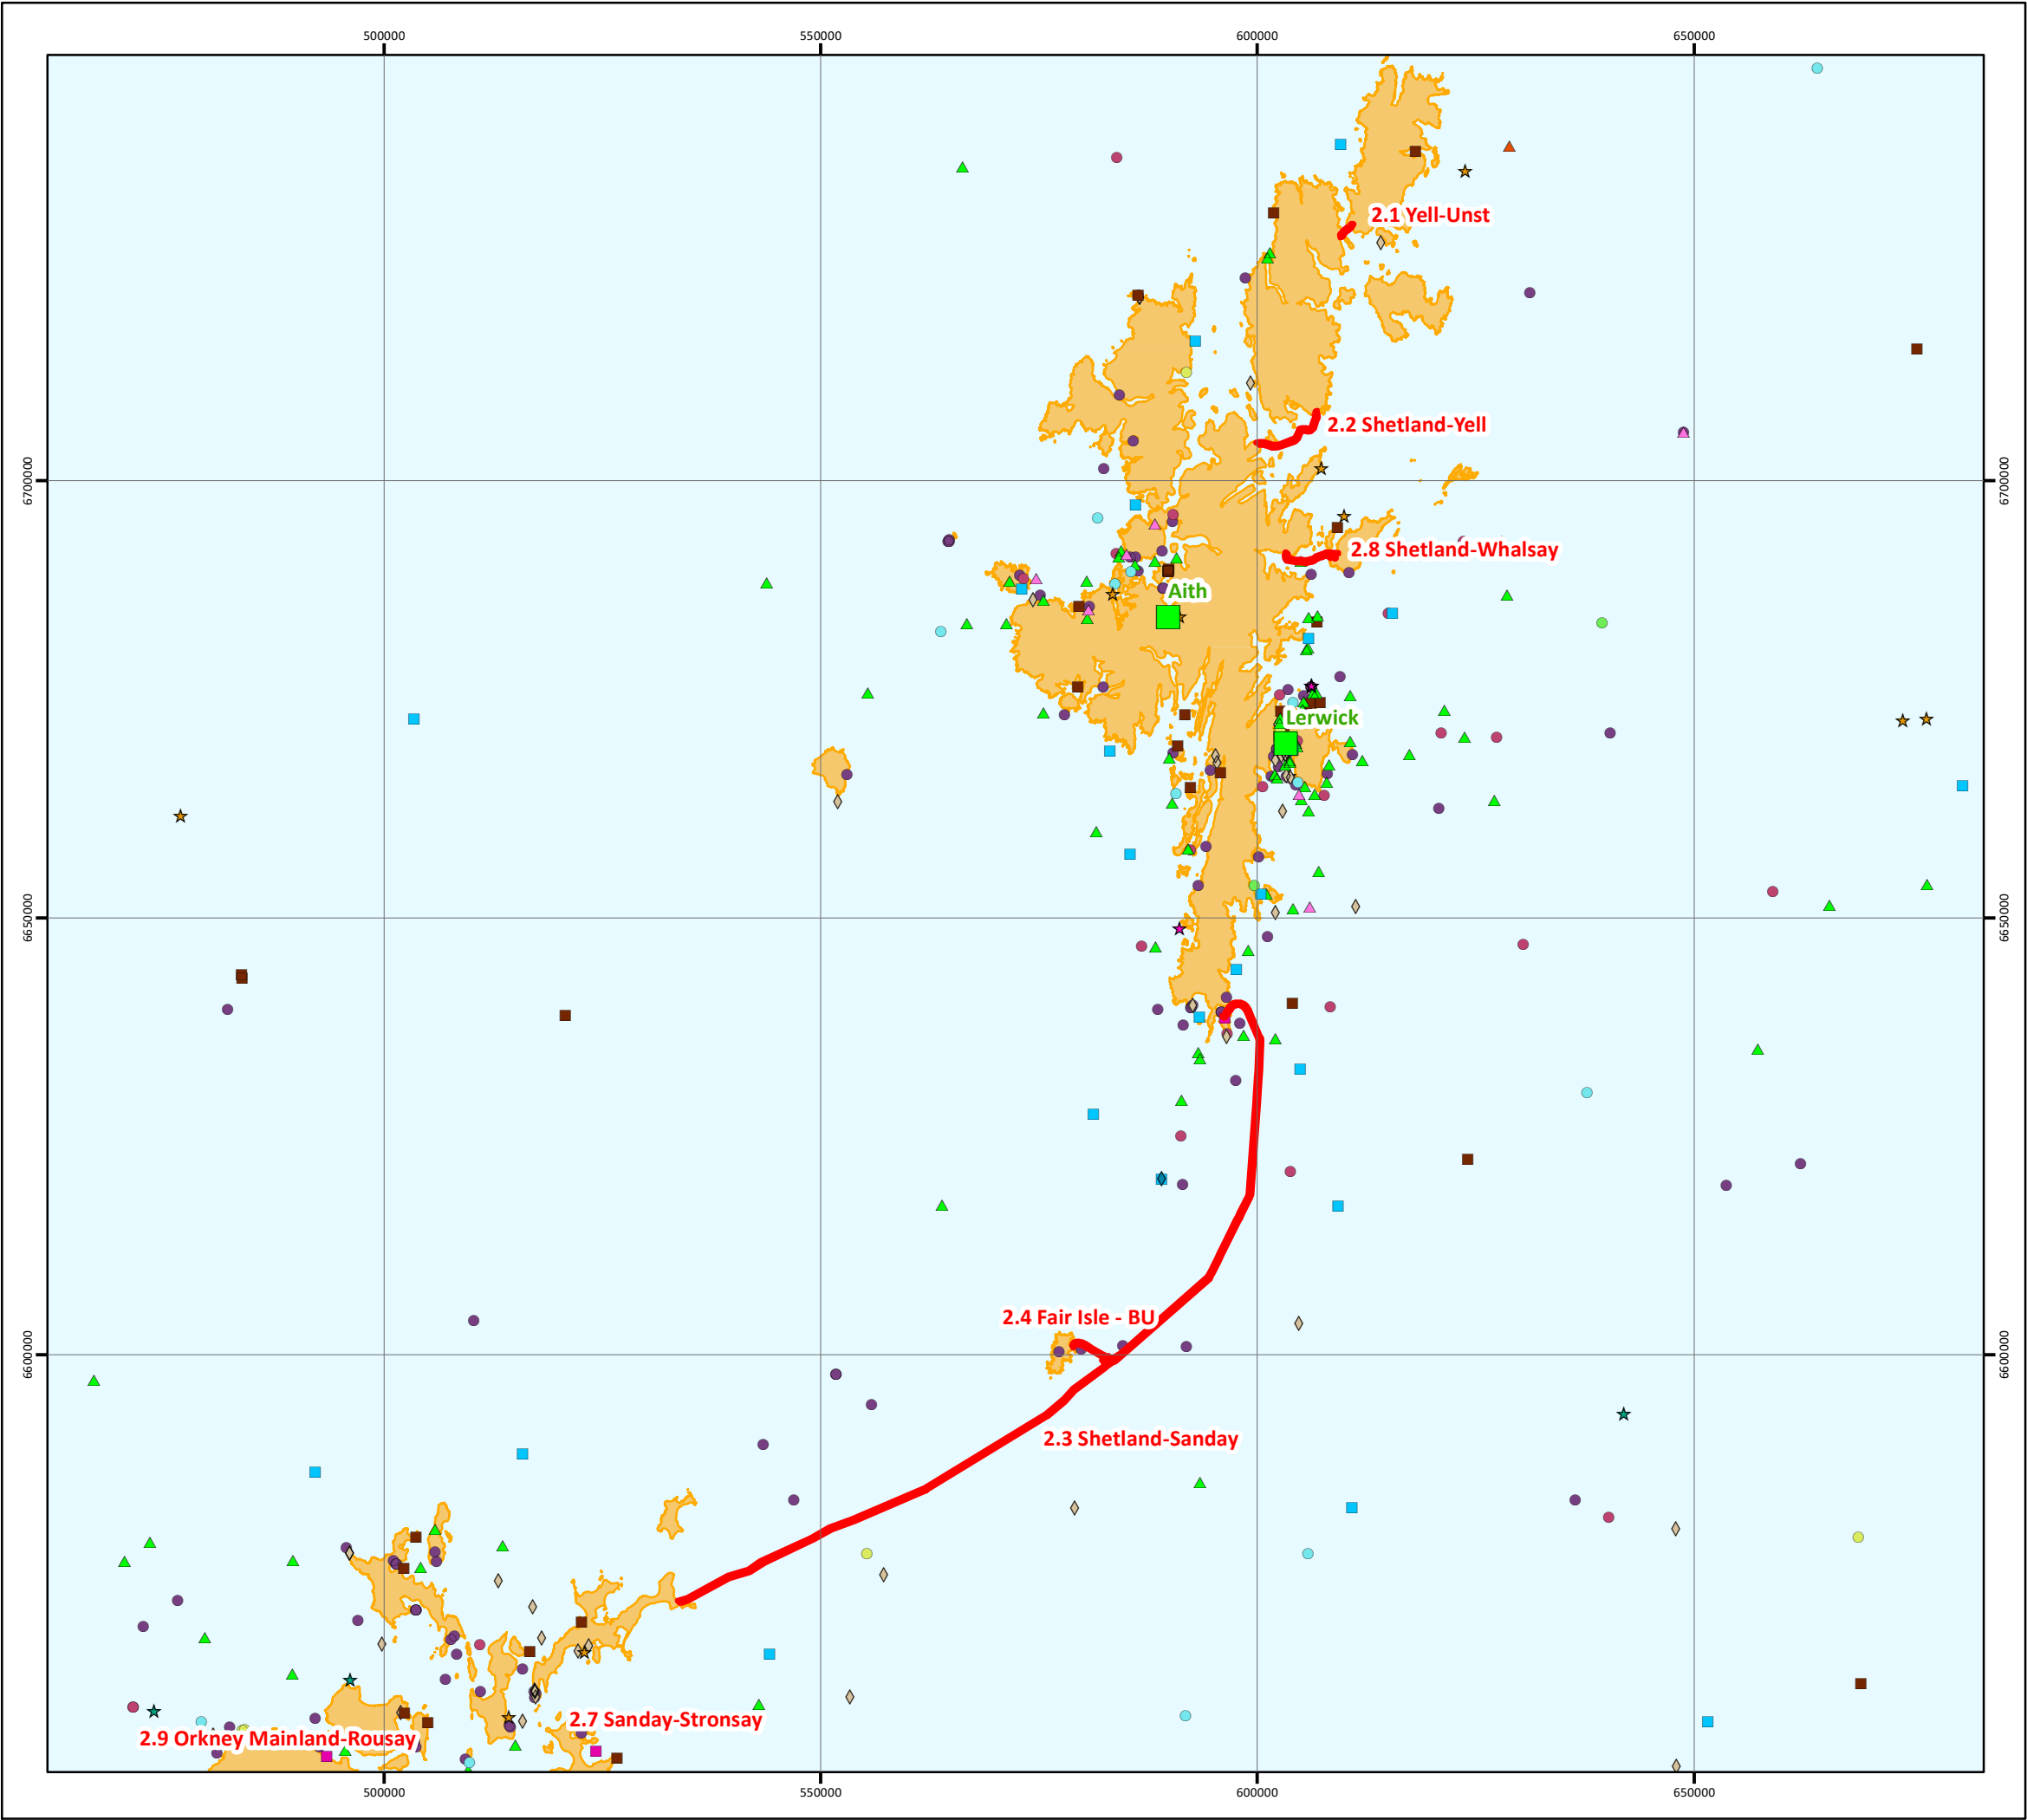 500000 550000 600000 650000
2.1 Yell-Unst
2.2 Shetland-Yell
6700000 6700000
2.8 Shetland-Whalsay
Aith
Lerwick
6650000 6650000
2.4 Fair Isle - BU
6600000 6600000
2.3 Shetland-Sanday
2.7 Sanday-Stronsay
2.9 Orkney Mainland-Rousay
500000 550000 600000 650000